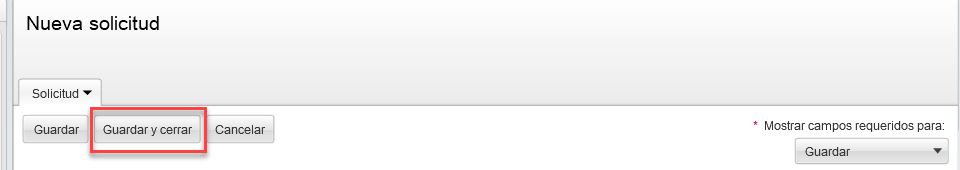 Nueva solicitud
Solicitud
Guardar Guardar y cerrar Cancelar
* Mostrar campos requeridos para:
Guardar